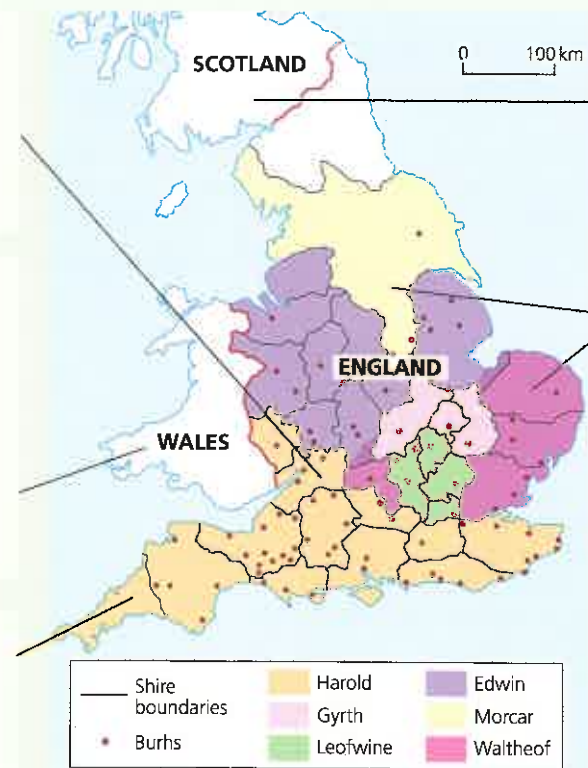 SCOTLAND
0 100 km
ENGLAND
WALES
Shire
boundaries
Burhs
Harold
Gyrth
Leofwine
Edwin
Morcar
Waltheof